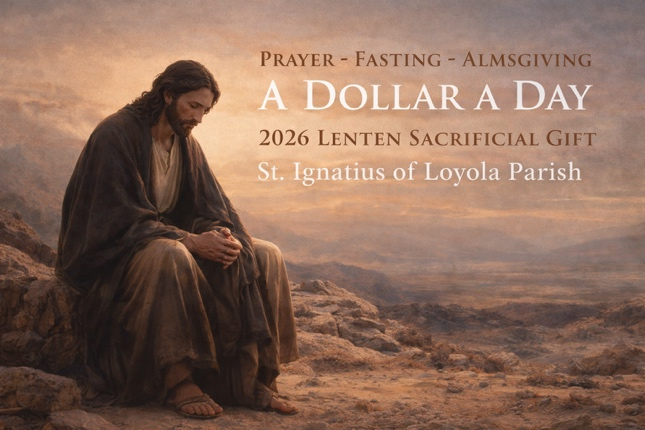 Prayer - Fasting - Almsgiving
A Dollar a Day
2026 Lenten Sacrificial Gift
St. Ignatius of Loyola Parish